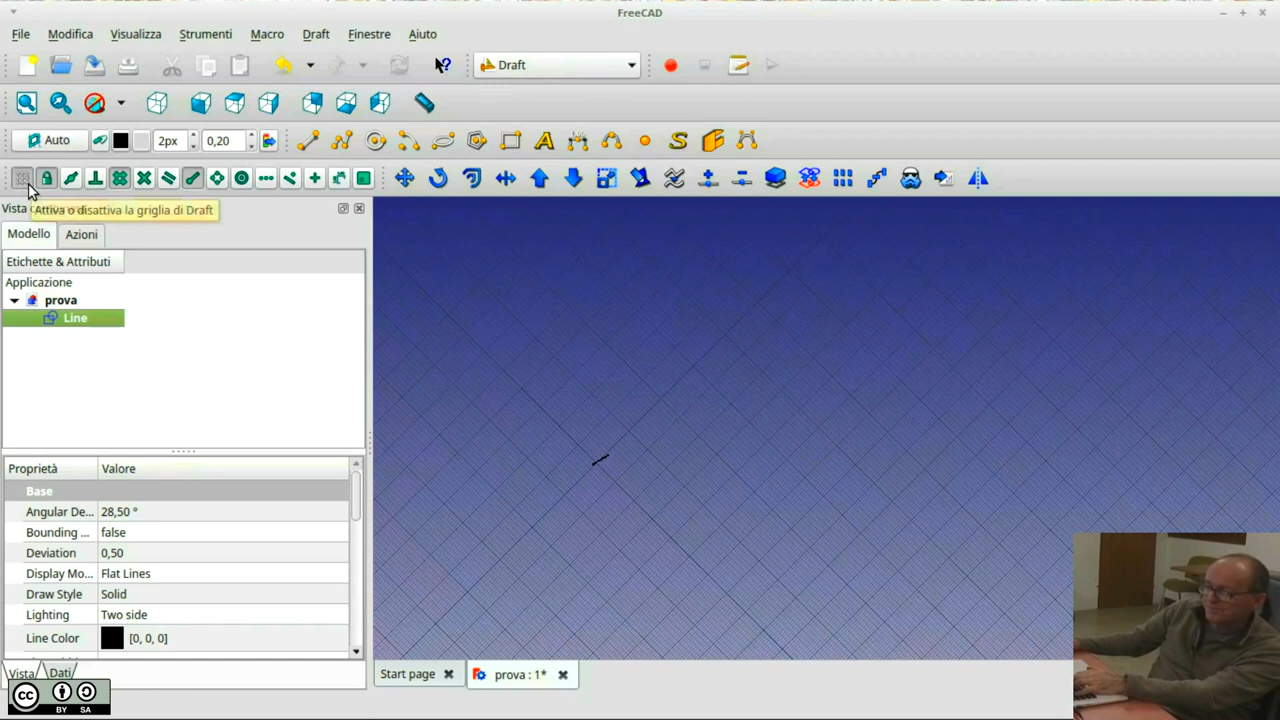 FreeCAD
File Modifica Visualizza Strumenti Macro Draft Finestre Aiuto
Draft
Auto 2px 0,20
Vista
Attiva o disattiva la griglia di Draft
Modello Azioni
Etichette & Attributi
Applicazione
prova
Line
Proprietà Valore
Base
Angular De... 28,50 °
Bounding ... false
Deviation 0,50
Display Mo... Flat Lines
Draw Style Solid
Lighting Two side
Line Color [0, 0, 0]
Vista Dati
Start page prova : 1*
cc BY SA